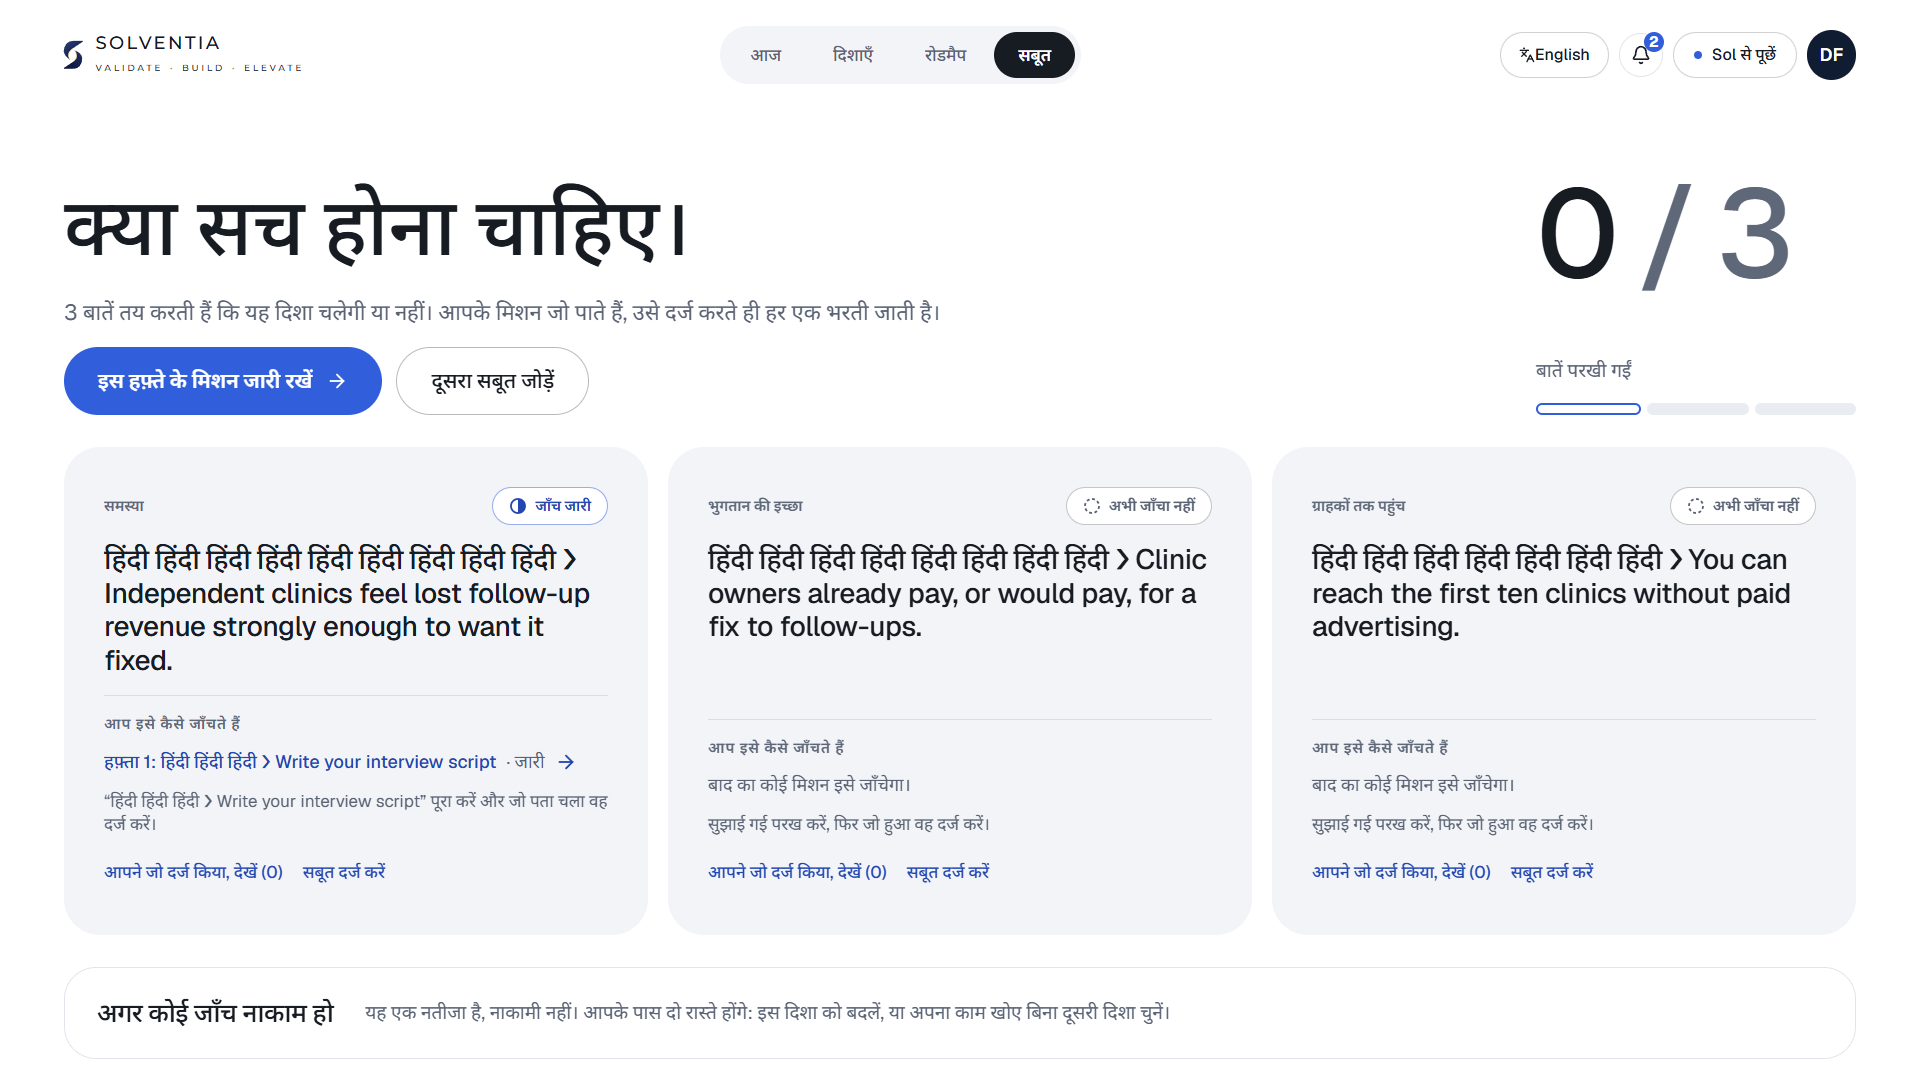 SOLVENTIA
VALIDATE · BUILD · ELEVATE
आज
दिशाएँ
रोडमैप
सबूत
English
2
Sol से पूछें
DF
क्या सच होना चाहिए।
0 / 3
3 बातें तय करती हैं कि यह दिशा चलेगी या नहीं। आपके मिशन जो पाते हैं, उसे दर्ज करते ही हर एक भरती जाती है।
इस हफ़्ते के मिशन जारी रखें →
दूसरा सबूत जोड़ें
बातें परखी गईं
समस्या
जाँच जारी
हिंदी हिंदी हिंदी हिंदी हिंदी हिंदी हिंदी हिंदी हिंदी ❯
Independent clinics feel lost follow-up
revenue strongly enough to want it
fixed.
आप इसे कैसे जाँचते हैं
हफ़्ता 1: हिंदी हिंदी हिंदी ❯ Write your interview script · जारी →
“हिंदी हिंदी हिंदी ❯ Write your interview script” पूरा करें और जो पता चला वह
दर्ज करें।
आपने जो दर्ज किया, देखें (0)
सबूत दर्ज करें
भुगतान की इच्छा
अभी जाँचा नहीं
हिंदी हिंदी हिंदी हिंदी हिंदी हिंदी हिंदी हिंदी ❯ Clinic
owners already pay, or would pay, for a
fix to follow-ups.
आप इसे कैसे जाँचते हैं
बाद का कोई मिशन इसे जाँचेगा।
सुझाई गई परख करें, फिर जो हुआ वह दर्ज करें।
आपने जो दर्ज किया, देखें (0)
सबूत दर्ज करें
ग्राहकों तक पहुंच
अभी जाँचा नहीं
हिंदी हिंदी हिंदी हिंदी हिंदी हिंदी हिंदी ❯ You can
reach the first ten clinics without paid
advertising.
आप इसे कैसे जाँचते हैं
बाद का कोई मिशन इसे जाँचेगा।
सुझाई गई परख करें, फिर जो हुआ वह दर्ज करें।
आपने जो दर्ज किया, देखें (0)
सबूत दर्ज करें
अगर कोई जाँच नाकाम हो
यह एक नतीजा है, नाकामी नहीं। आपके पास दो रास्ते होंगे: इस दिशा को बदलें, या अपना काम खोए बिना दूसरी दिशा चुनें।